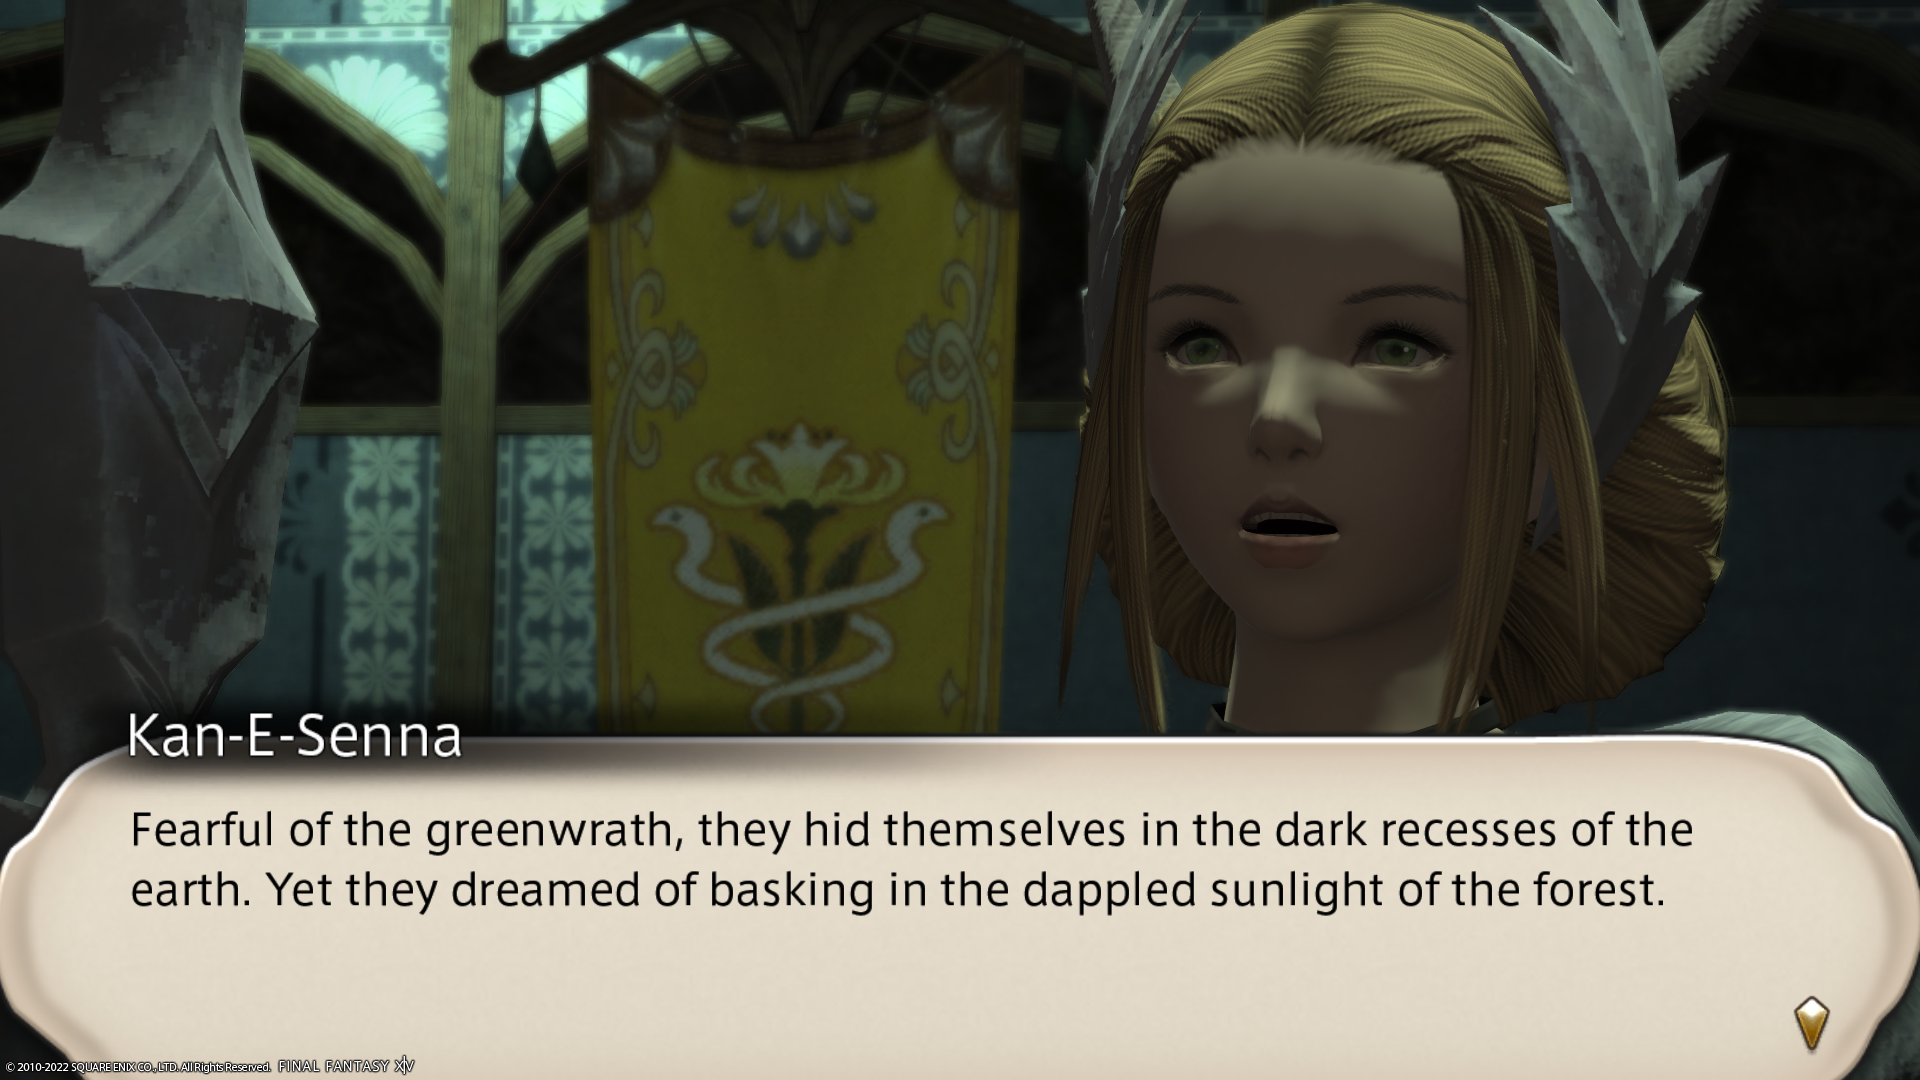 Kan-E-Senna
Fearful of the greenwrath, they hid themselves in the dark recesses of the
earth. Yet they dreamed of basking in the dappled sunlight of the forest.
© 2010-2022 SQUARE ENIX CO., LTD. All Rights Reserved. FINAL FANTASY XIV